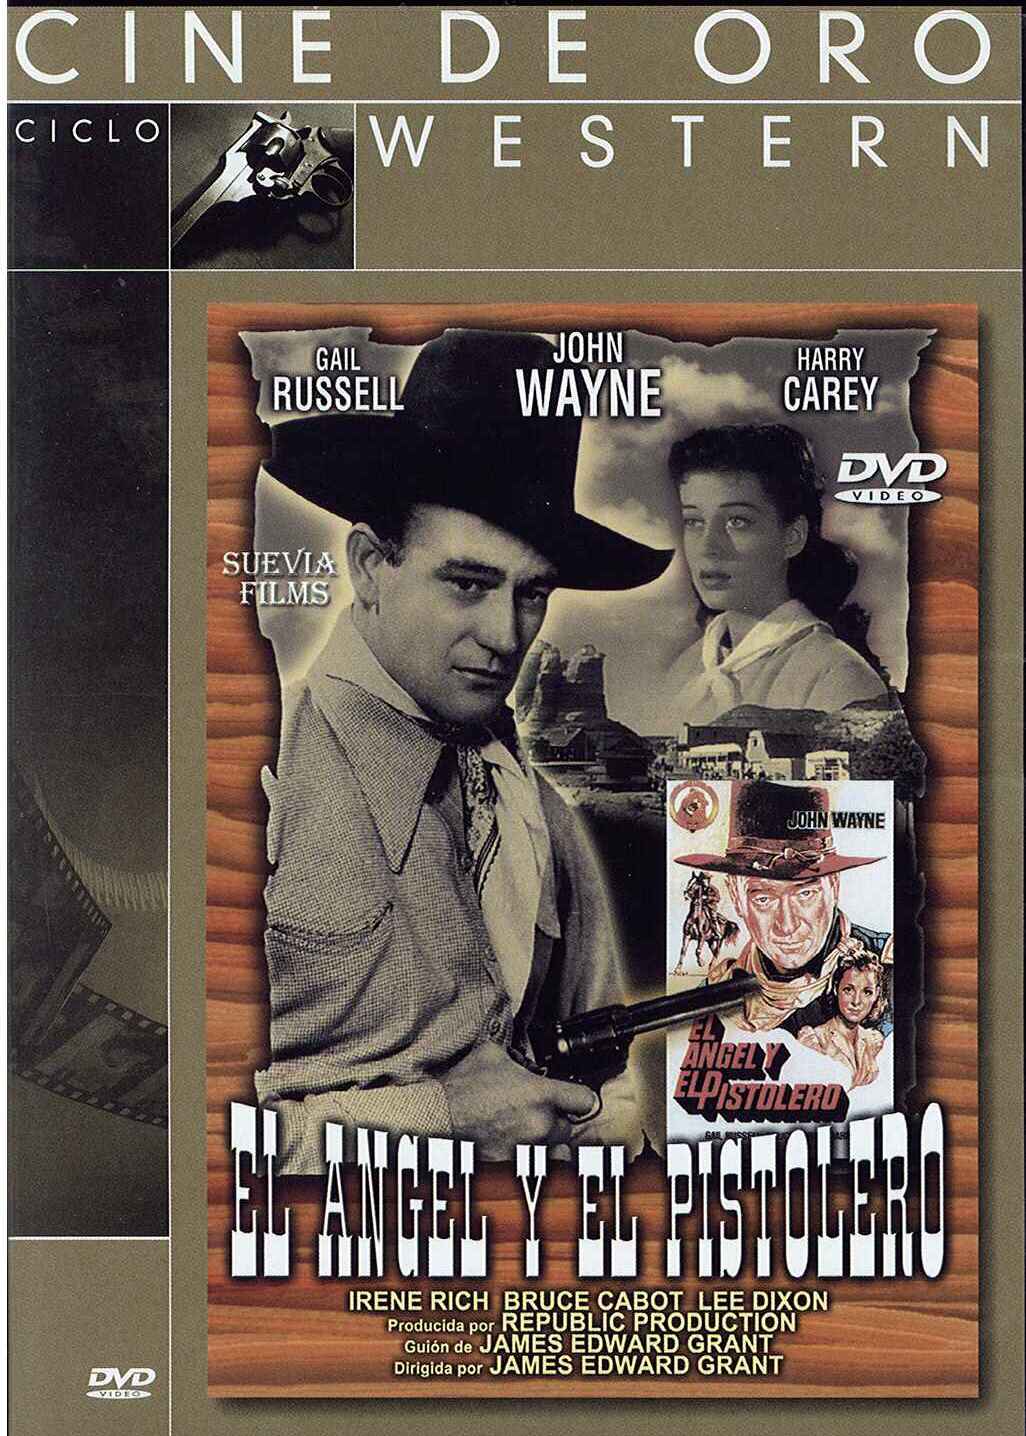 CINE DE ORO
CICLO
WESTERN
GAIL
RUSSELL
JOHN
WAYNE
HARRY
CAREY
DVD
VIDEO
SUEVIA
FILMS
JOHN WAYNE
EL
ANGEL Y
EL PISTOLERO
EL ANGEL Y EL PISTOLERO
IRENE RICH BRUCE CABOT LEE DIXON
Producida por REPUBLIC PRODUCTION
Guión de JAMES EDWARD GRANT
Dirigida por JAMES EDWARD GRANT
DVD
VIDEO